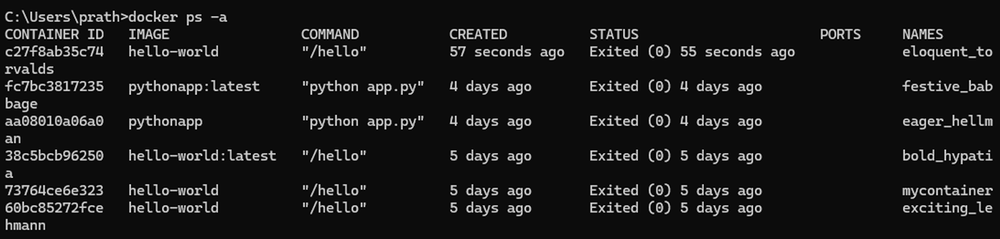 C:\Users\prath>docker ps -a
CONTAINER ID   IMAGE                COMMAND           CREATED          STATUS                      PORTS     NAMES
c27f8ab35c74   hello-world          "/hello"          57 seconds ago   Exited (0) 55 seconds ago             eloquent_to
rvalds
fc7bc3817235   pythonapp:latest     "python app.py"   4 days ago       Exited (0) 4 days ago                 festive_bab
bage
aa08010a06a0   pythonapp            "python app.py"   4 days ago       Exited (0) 4 days ago                 eager_hellm
an
38c5bcb96250   hello-world:latest   "/hello"          5 days ago       Exited (0) 5 days ago                 bold_hypati
a
73764ce6e323   hello-world          "/hello"          5 days ago       Exited (0) 5 days ago                 mycontainer
60bc85272fce   hello-world          "/hello"          5 days ago       Exited (0) 5 days ago                 exciting_le
hmann